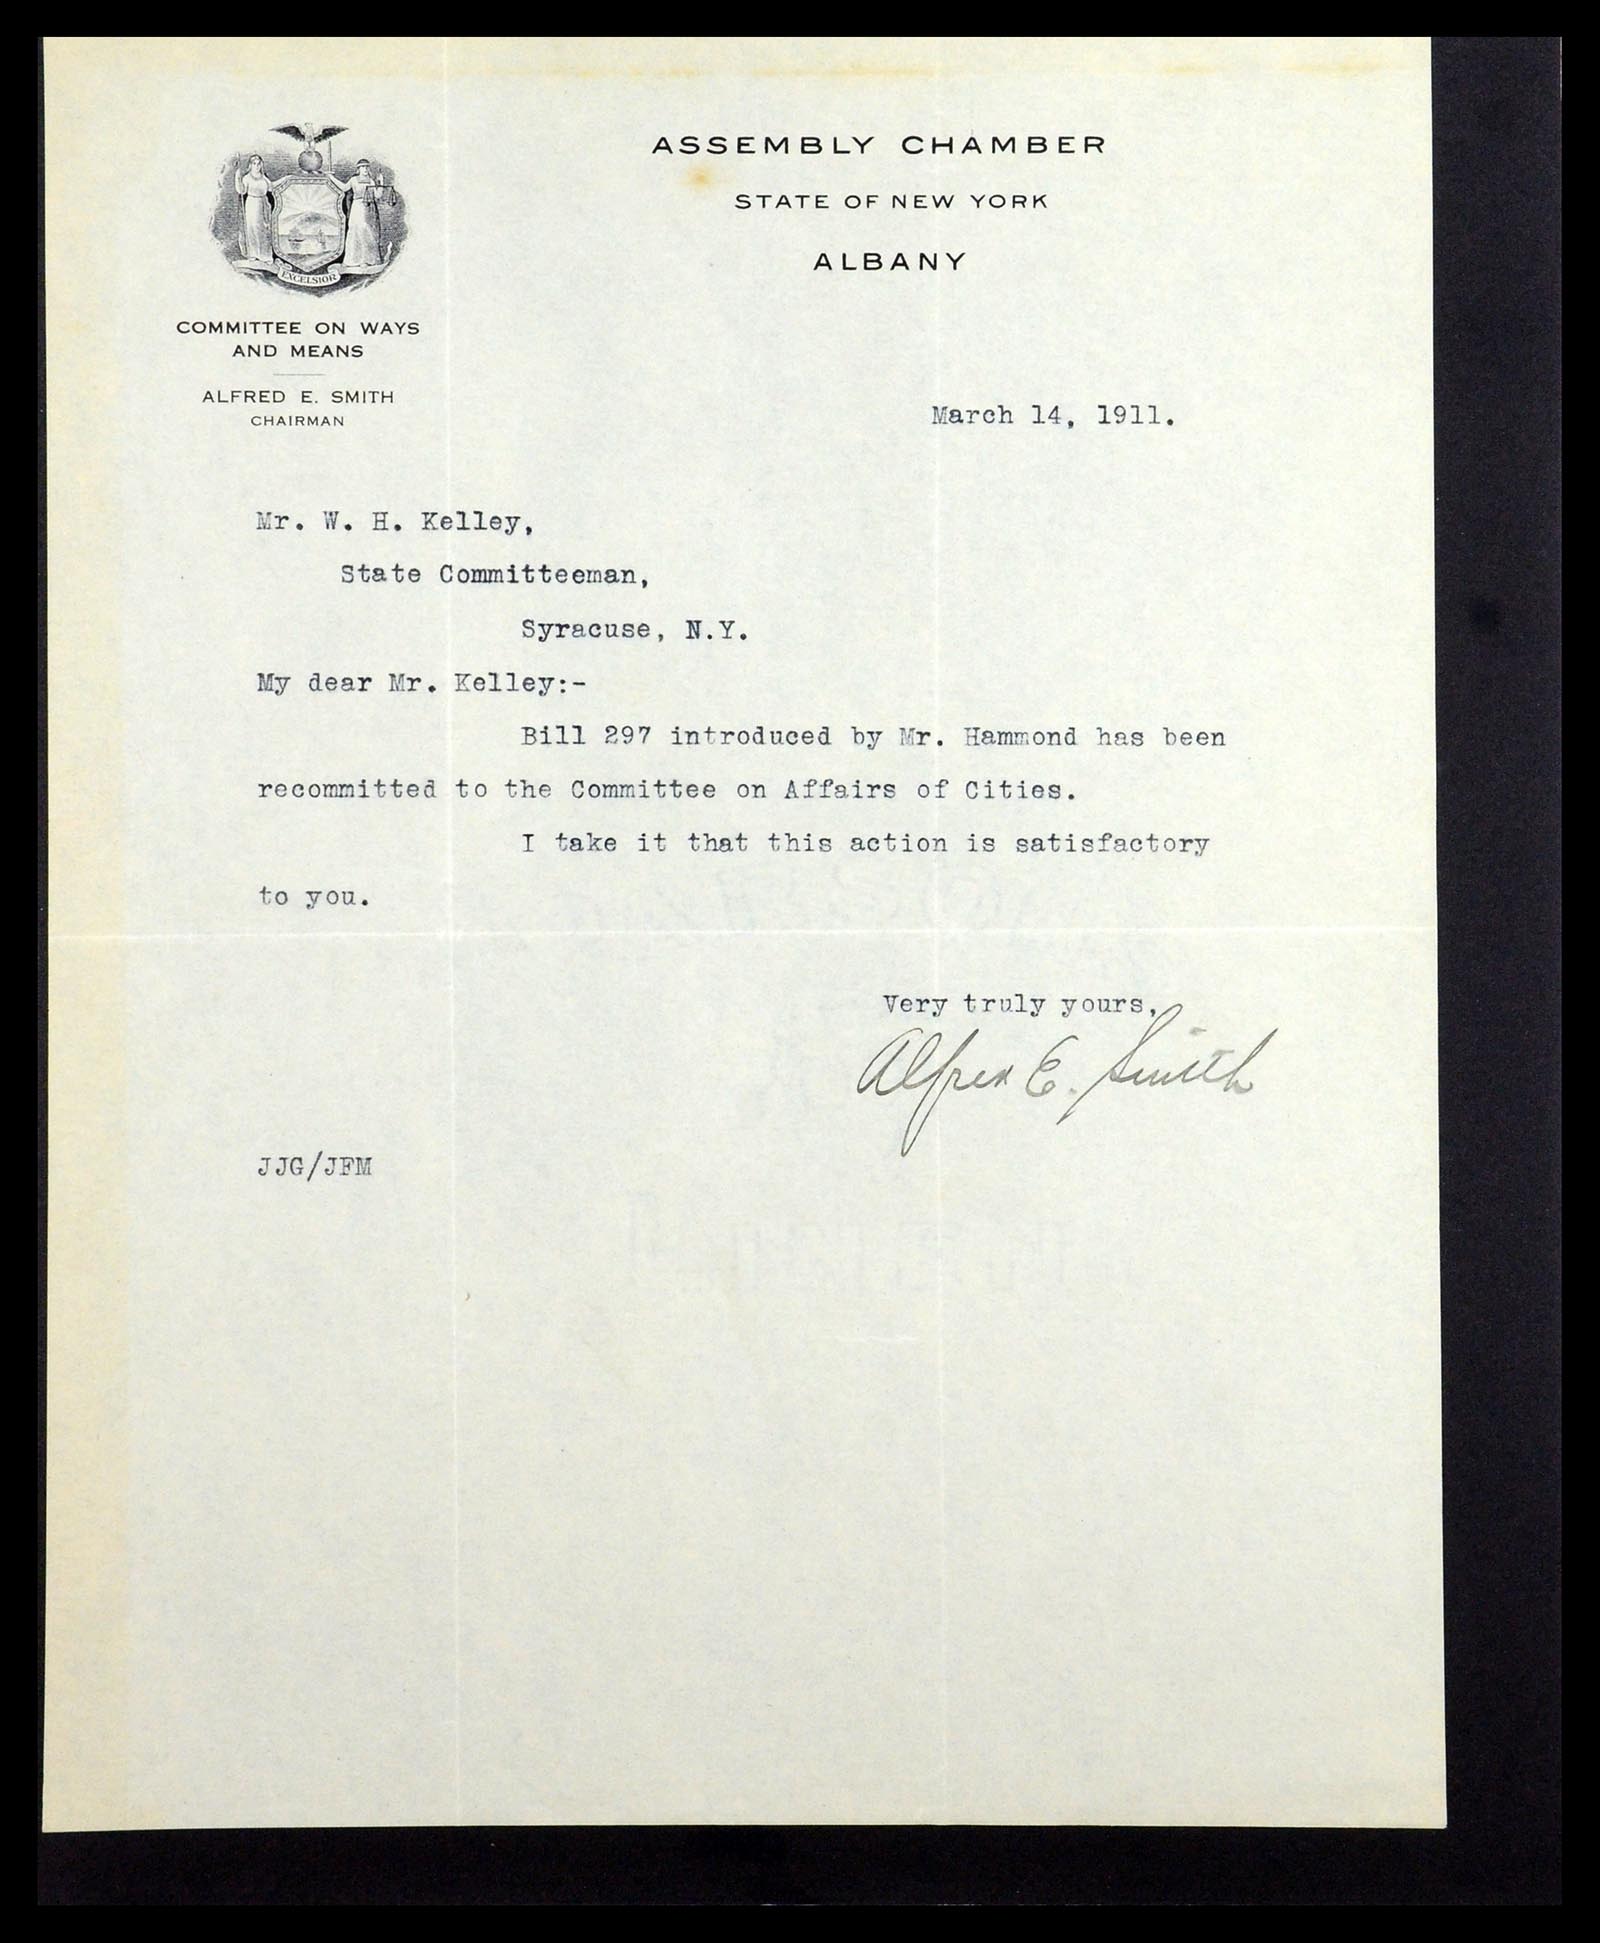 ASSEMBLY CHAMBER
STATE OF NEW YORK
ALBANY
EXCELSIOR
COMMITTEE ON WAYS
AND MEANS
ALFRED E. SMITH
CHAIRMAN
March 14, 1911.
Mr. W. H. Kelley,
State Committeeman,
Syracuse, N.Y.
My dear Mr. Kelley:-
Bill 297 introduced by Mr. Hammond has been
recommitted to the Committee on Affairs of Cities.
I take it that this action is satisfactory
to you.
Very truly yours,
Alfred E. Smith
JJG/JFM